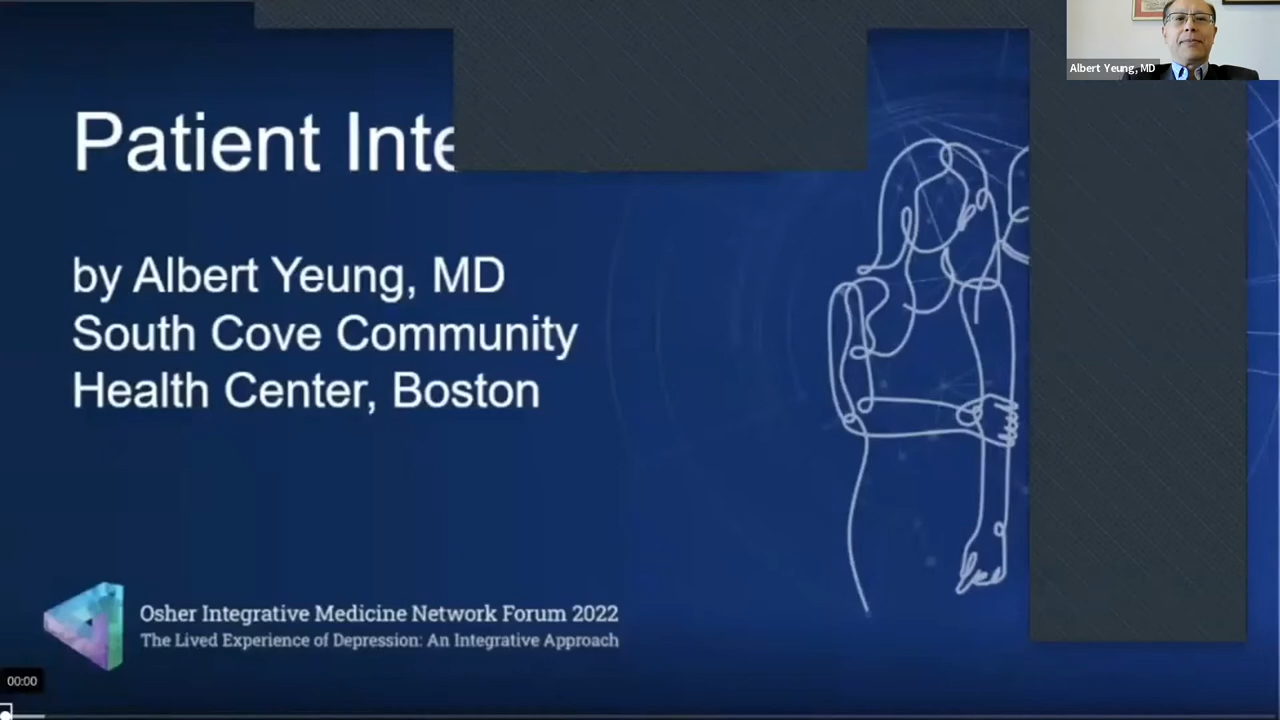 Patient
by Albert Yeung, MD
South Cove Community
Health Center, Boston
Osher Integrative Medicine Network Forum 2022
The Lived Experience of Depression: An Integrative Approach
Albert Yeung, MD
00:00